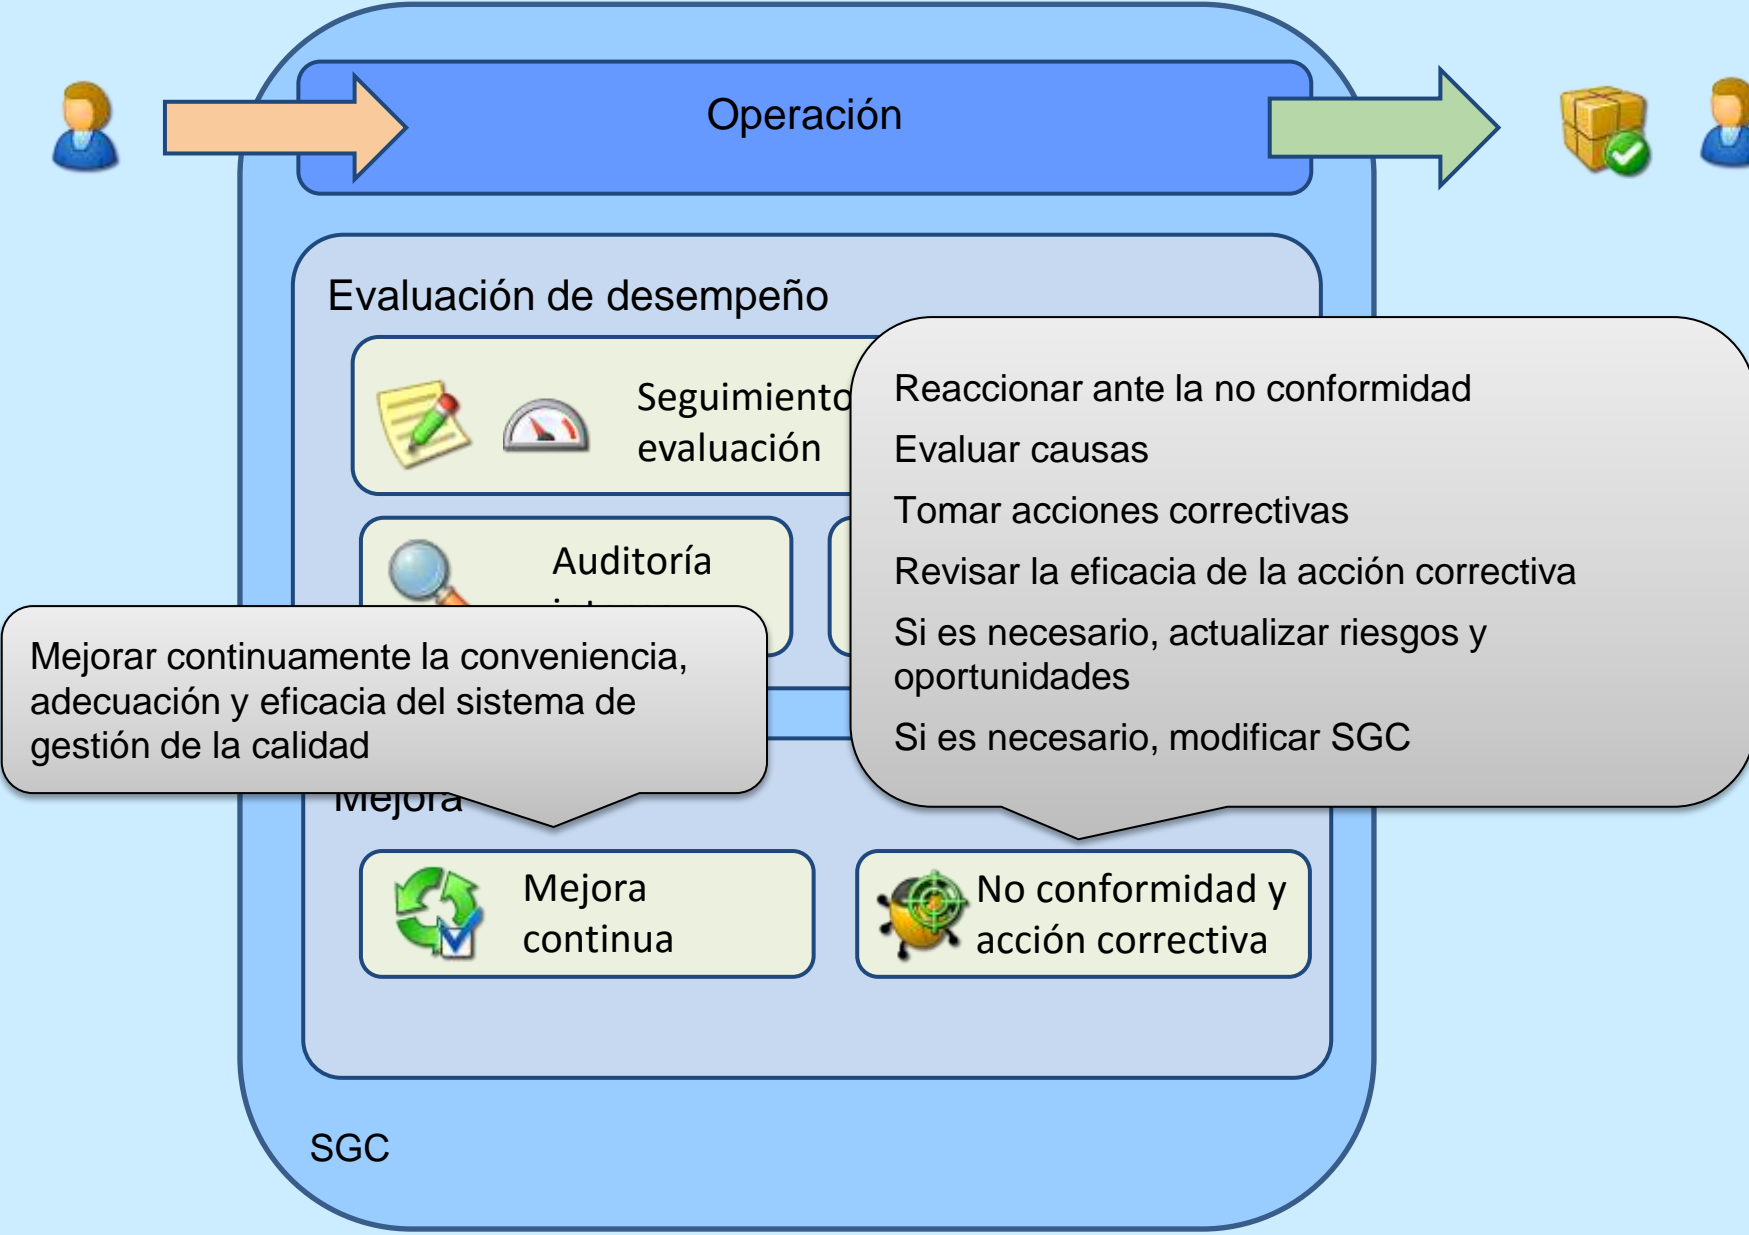 Operación
Evaluación de desempeño
Seguimiento
evaluación
Auditoría
Reaccionar ante la no conformidad
Evaluar causas
Tomar acciones correctivas
Revisar la eficacia de la acción correctiva
Si es necesario, actualizar riesgos y
oportunidades
Si es necesario, modificar SGC
Mejorar continuamente la conveniencia,
adecuación y eficacia del sistema de
gestión de la calidad
Mejora
Mejora
continua
No conformidad y
acción correctiva
SGC